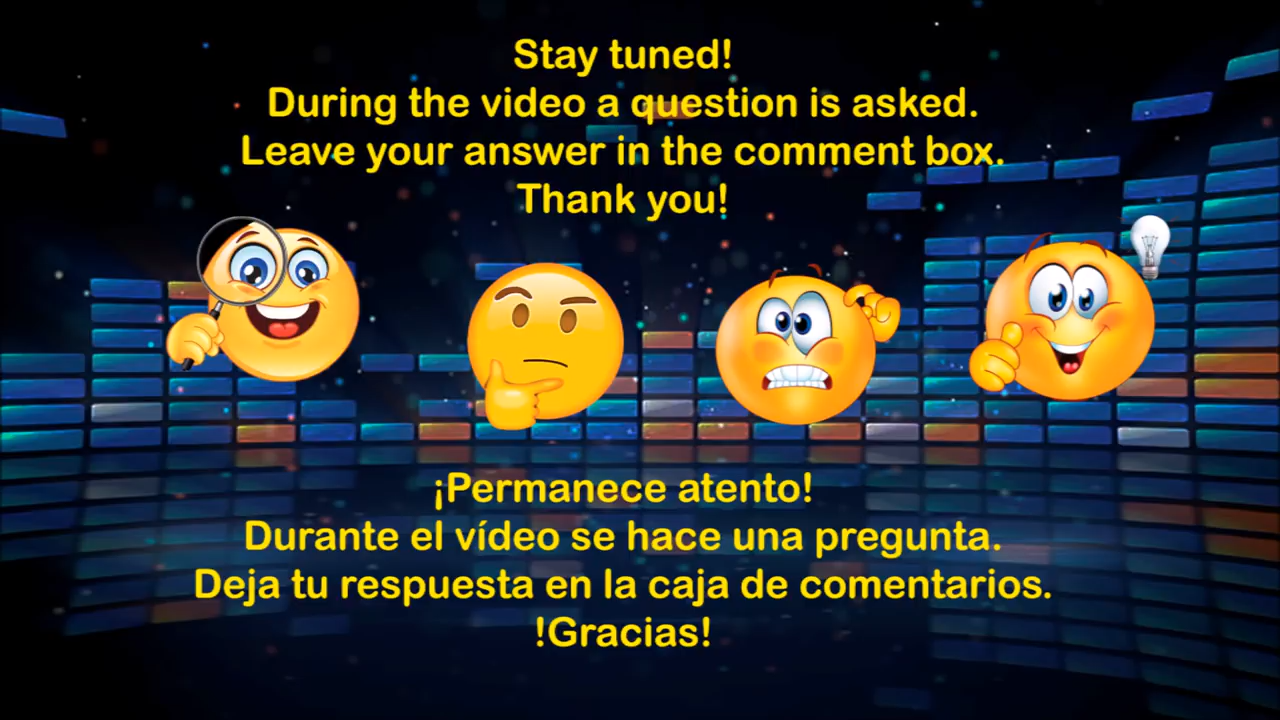 Stay tuned!
During the video a question is asked.
Leave your answer in the comment box.
Thank you!
¡Permanece atento!
Durante el vídeo se hace una pregunta.
Deja tu respuesta en la caja de comentarios.
!Gracias!